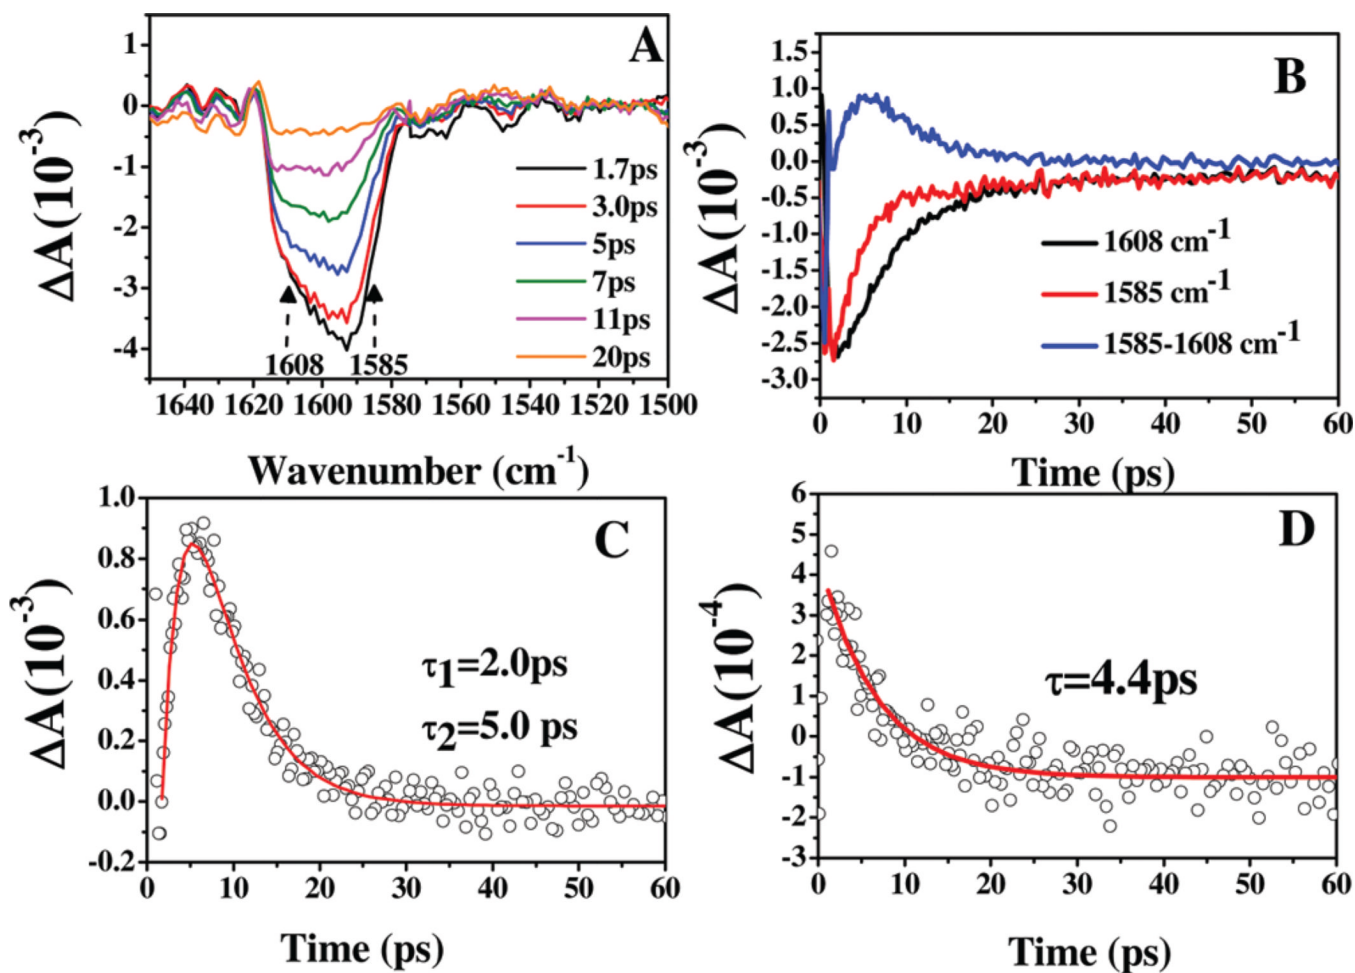 A
ΔA(10⁻³)
1
0
-1
-2
-3
-4
1.7ps
3.0ps
5ps
7ps
11ps
20ps
1608
1585
1640 1620 1600 1580 1560 1540 1520 1500
Wavenumber (cm⁻¹)
B
ΔA(10⁻³)
1.5
1.0
0.5
0.0
-0.5
-1.0
-1.5
-2.0
-2.5
-3.0
1608 cm⁻¹
1585 cm⁻¹
1585-1608 cm⁻¹
0 10 20 30 40 50 60
Time (ps)
C
ΔA(10⁻³)
1.0
0.8
0.6
0.4
0.2
0.0
-0.2
τ₁=2.0ps
τ₂=5.0 ps
0 10 20 30 40 50 60
Time (ps)
D
ΔA(10⁻⁴)
6
5
4
3
2
1
0
-1
-2
-3
τ=4.4ps
0 10 20 30 40 50 60
Time (ps)